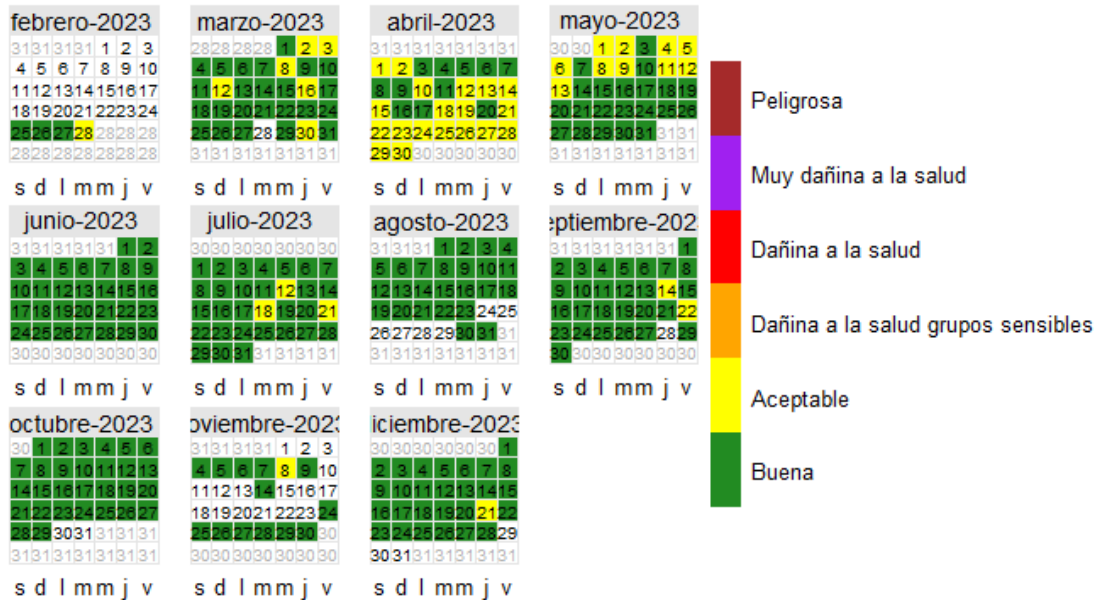 febrero-2023
31 31 31 31 1 2 3
4 5 6 7 8 9 10
11 12 13 14 15 16 17
18 19 20 21 22 23 24
25 26 27 28 28 28 28
28 28 28 28 28 28 28
s d l m m j v
marzo-2023
28 28 28 28 1 2 3
4 5 6 7 8 9 10
11 12 13 14 15 16 17
18 19 20 21 22 23 24
25 26 27 28 29 30 31
31 31 31 31 31 31 31
s d l m m j v
abril-2023
31 31 31 31 31 31 31
1 2 3 4 5 6 7
8 9 10 11 12 13 14
15 16 17 18 19 20 21
22 23 24 25 26 27 28
29 30 30 30 30 30 30
s d l m m j v
mayo-2023
30 30 1 2 3 4 5
6 7 8 9 10 11 12
13 14 15 16 17 18 19
20 21 22 23 24 25 26
27 28 29 30 31 31 31
31 31 31 31 31 31 31
s d l m m j v
junio-2023
31 31 31 31 31 1 2
3 4 5 6 7 8 9
10 11 12 13 14 15 16
17 18 19 20 21 22 23
24 25 26 27 28 29 30
30 30 30 30 30 30 30
s d l m m j v
julio-2023
30 30 30 30 30 30 30
1 2 3 4 5 6 7
8 9 10 11 12 13 14
15 16 17 18 19 20 21
22 23 24 25 26 27 28
29 30 31 31 31 31 31
s d l m m j v
agosto-2023
31 31 31 1 2 3 4
5 6 7 8 9 10 11
12 13 14 15 16 17 18
19 20 21 22 23 24 25
26 27 28 29 30 31 31
31 31 31 31 31 31 31
s d l m m j v
eptiembre-202
31 31 31 31 31 31 1
2 3 4 5 6 7 8
9 10 11 12 13 14 15
16 17 18 19 20 21 22
23 24 25 26 27 28 29
30 30 30 30 30 30 30
s d l m m j v
octubre-2023
30 1 2 3 4 5 6
7 8 9 10 11 12 13
14 15 16 17 18 19 20
21 22 23 24 25 26 27
28 29 30 31 31 31 31
31 31 31 31 31 31 31
s d l m m j v
oviembre-202
31 31 31 31 1 2 3
4 5 6 7 8 9 10
11 12 13 14 15 16 17
18 19 20 21 22 23 24
25 26 27 28 29 30 30
30 30 30 30 30 30 30
s d l m m j v
iciembre-202
30 30 30 30 30 30 1
2 3 4 5 6 7 8
9 10 11 12 13 14 15
16 17 18 19 20 21 22
23 24 25 26 27 28 29
30 31 31 31 31 31 31
s d l m m j v
Peligrosa
Muy dañina a la salud
Dañina a la salud
Dañina a la salud grupos sensibles
Aceptable
Buena